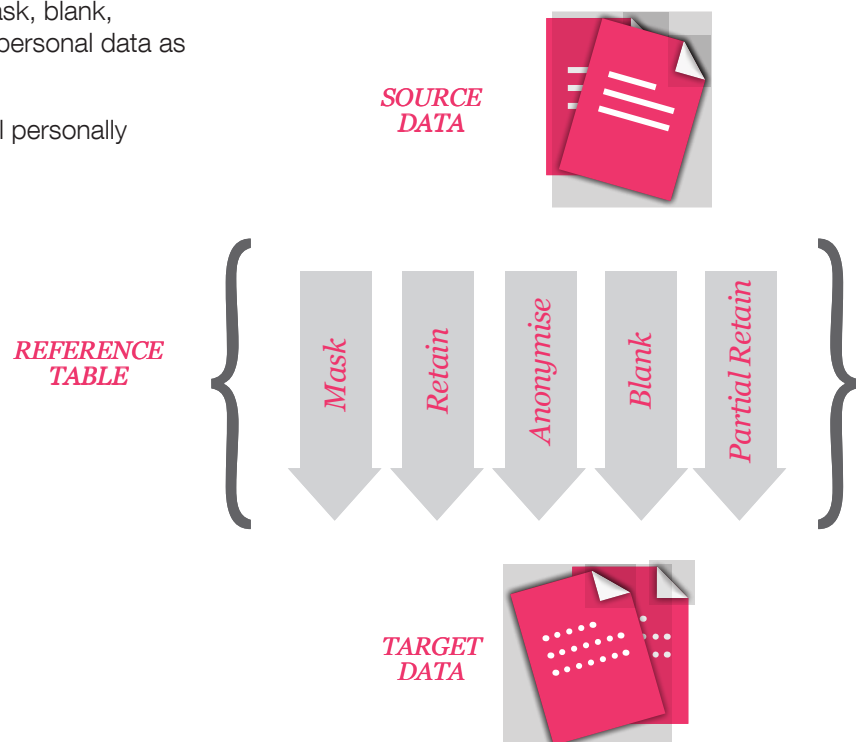 blank,
personal data as
personally
SOURCE
DATA
REFERENCE
TABLE
Mask
Retain
Anonymise
Blank
Partial Retain
TARGET
DATA